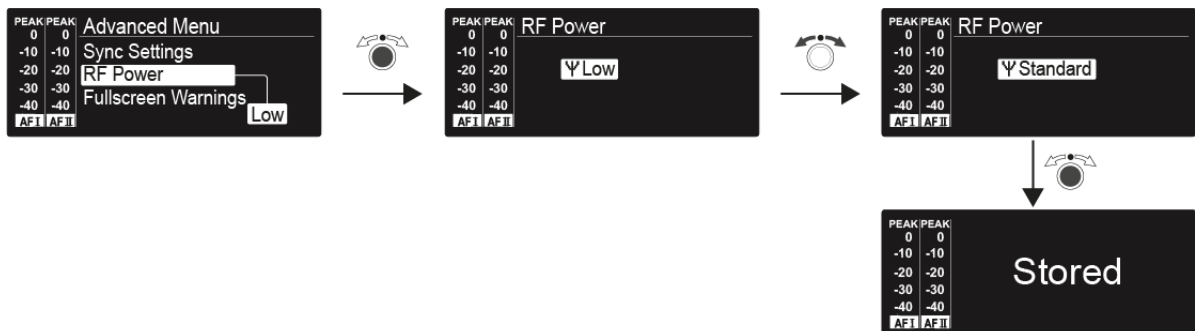 PEAK PEAK
0 0
-10 -10
-20 -20
-30 -30
-40 -40
AF I AF II
Advanced Menu
Sync Settings
RF Power
Fullscreen Warnings
Low
PEAK PEAK
0 0
-10 -10
-20 -20
-30 -30
-40 -40
AF I AF II
RF Power
Low
PEAK PEAK
0 0
-10 -10
-20 -20
-30 -30
-40 -40
AF I AF II
RF Power
Standard
PEAK PEAK
0 0
-10 -10
-20 -20
-30 -30
-40 -40
AF I AF II
Stored